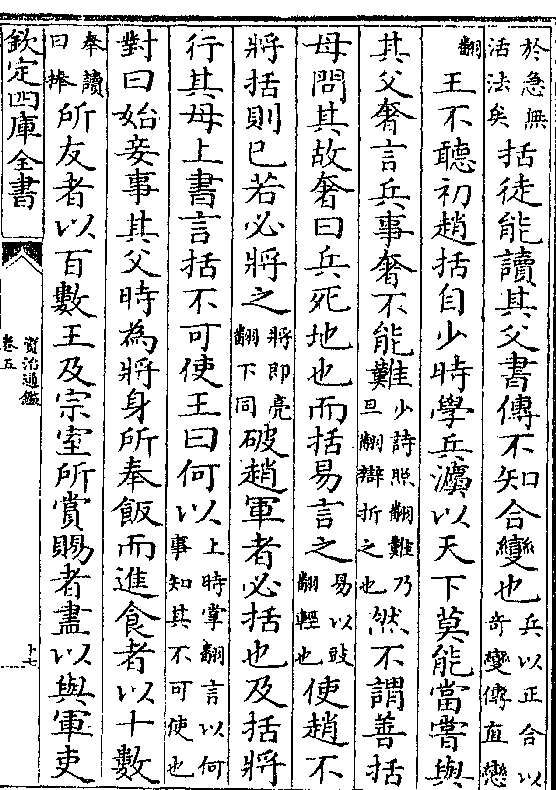 於急無活法矣括徒能讀其父書傳不知合變也兵以正合以奇變傳直戀
翻王不聽初趙括自少時學兵灋以天下莫能當嘗與
其父奢言兵事奢不能難少詩照翻難乃旦翻辯折之也然不謂善括
母問其故奢曰兵死地也而括易言之易以豉翻輕也使趙不
將括則已若必將之將即亮翻下同破趙軍者必括也及括將
行其母上書言括不可使王曰何以上時掌翻言以何事知其不可使也
對曰始妾事其父時為將身所奉飯而進食者以十數
奉讀曰捧所友者以百數王及宗室所賞賜者盡以與軍吏
欽定四庫全書
資治通鑑
卷五
十七